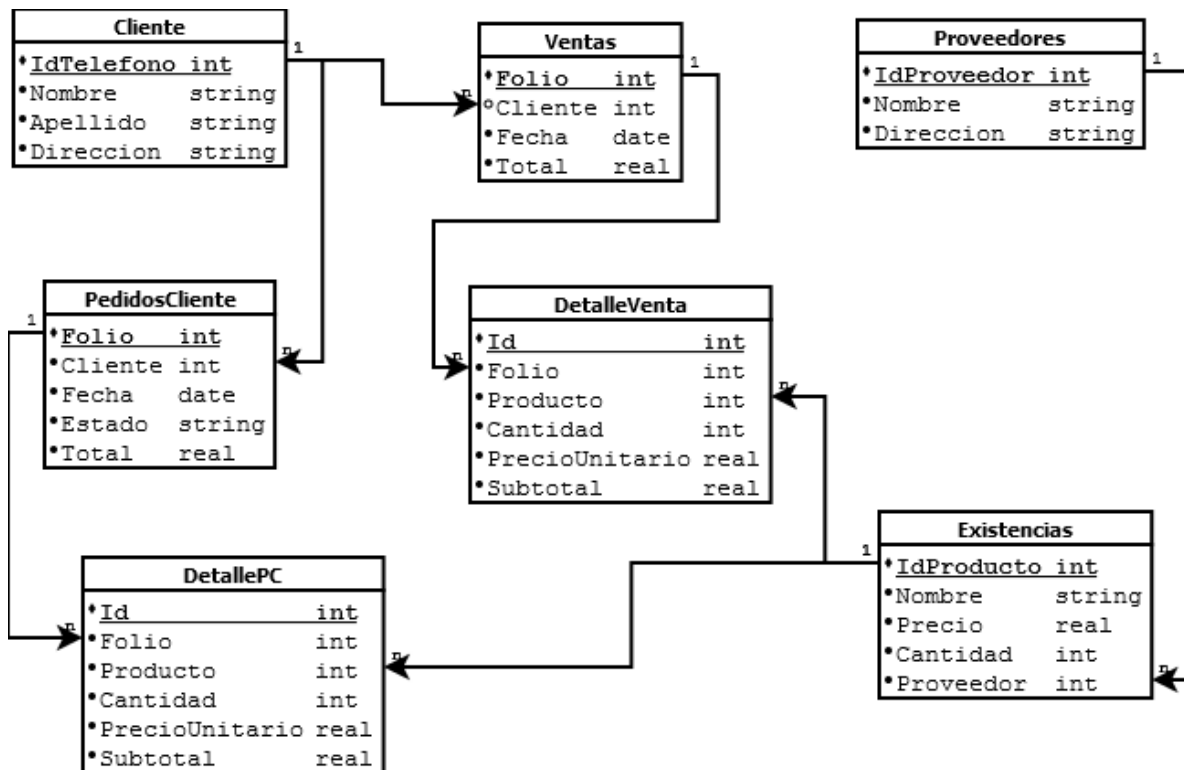 Cliente
IdTelefono int
Nombre string
Apellido string
Direccion string
1
n
n
Ventas
Folio int
Cliente int
Fecha date
Total real
1
n
Proveedores
IdProveedor int
Nombre string
Direccion string
1
n
PedidosCliente
Folio int
Cliente int
Fecha date
Estado string
Total real
1
n
DetalleVenta
Id int
Folio int
Producto int
Cantidad int
PrecioUnitario real
Subtotal real
n
DetallePC
Id int
Folio int
Producto int
Cantidad int
PrecioUnitario real
Subtotal real
n
Existencias
IdProducto int
Nombre string
Precio real
Cantidad int
Proveedor int
1